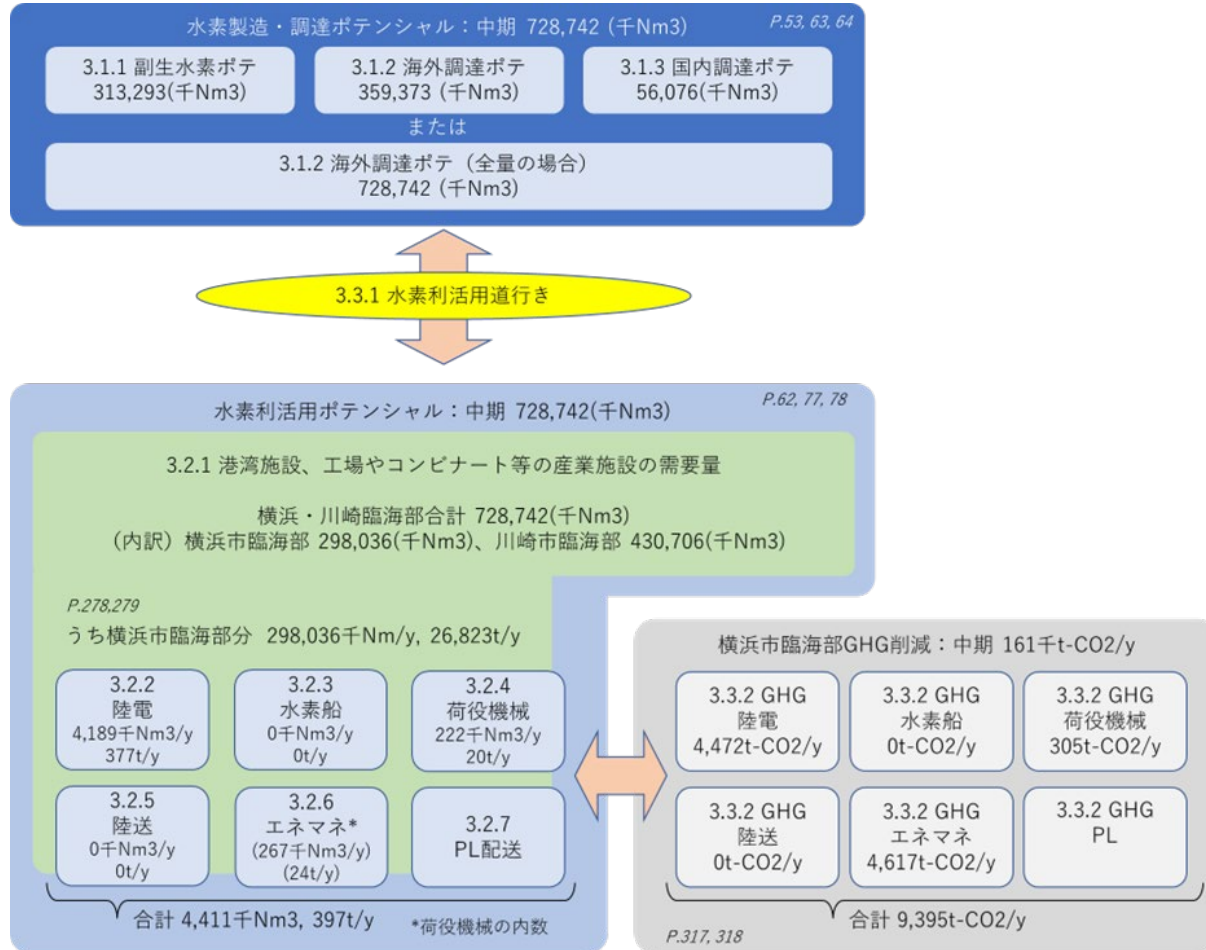 水素製造・調達ポテンシャル：中期 728,742 (千Nm3)
P.53, 63, 64
3.1.1 副生水素ポテ
313,293(千Nm3)
3.1.2 海外調達ポテ
359,373 (千Nm3)
3.1.3 国内調達ポテ
56,076(千Nm3)
または
3.1.2 海外調達ポテ（全量の場合）
728,742 (千Nm3)
3.3.1 水素利活用道行き
水素利活用ポテンシャル：中期 728,742(千Nm3)
P.62, 77, 78
3.2.1 港湾施設、工場やコンビナート等の産業施設の需要量
横浜・川崎臨海部合計 728,742(千Nm3)
（内訳）横浜市臨海部 298,036(千Nm3)、川崎市臨海部 430,706(千Nm3)
P.278,279
うち横浜市臨海部分 298,036千Nm/y, 26,823t/y
3.2.2
陸電
4,189千Nm3/y
377t/y
3.2.3
水素船
0千Nm3/y
0t/y
3.2.4
荷役機械
222千Nm3/y
20t/y
3.2.5
陸送
0千Nm3/y
0t/y
3.2.6
エネマネ*
(267千Nm3/y)
(24t/y)
3.2.7
PL配送
合計 4,411千Nm3, 397t/y
*荷役機械の内数
横浜市臨海部GHG削減：中期 161千t-CO2/y
3.3.2 GHG
陸電
4,472t-CO2/y
3.3.2 GHG
水素船
0t-CO2/y
3.3.2 GHG
荷役機械
305t-CO2/y
3.3.2 GHG
陸送
0t-CO2/y
3.3.2 GHG
エネマネ
4,617t-CO2/y
3.3.2 GHG
PL
合計 9,395t-CO2/y
P.317, 318